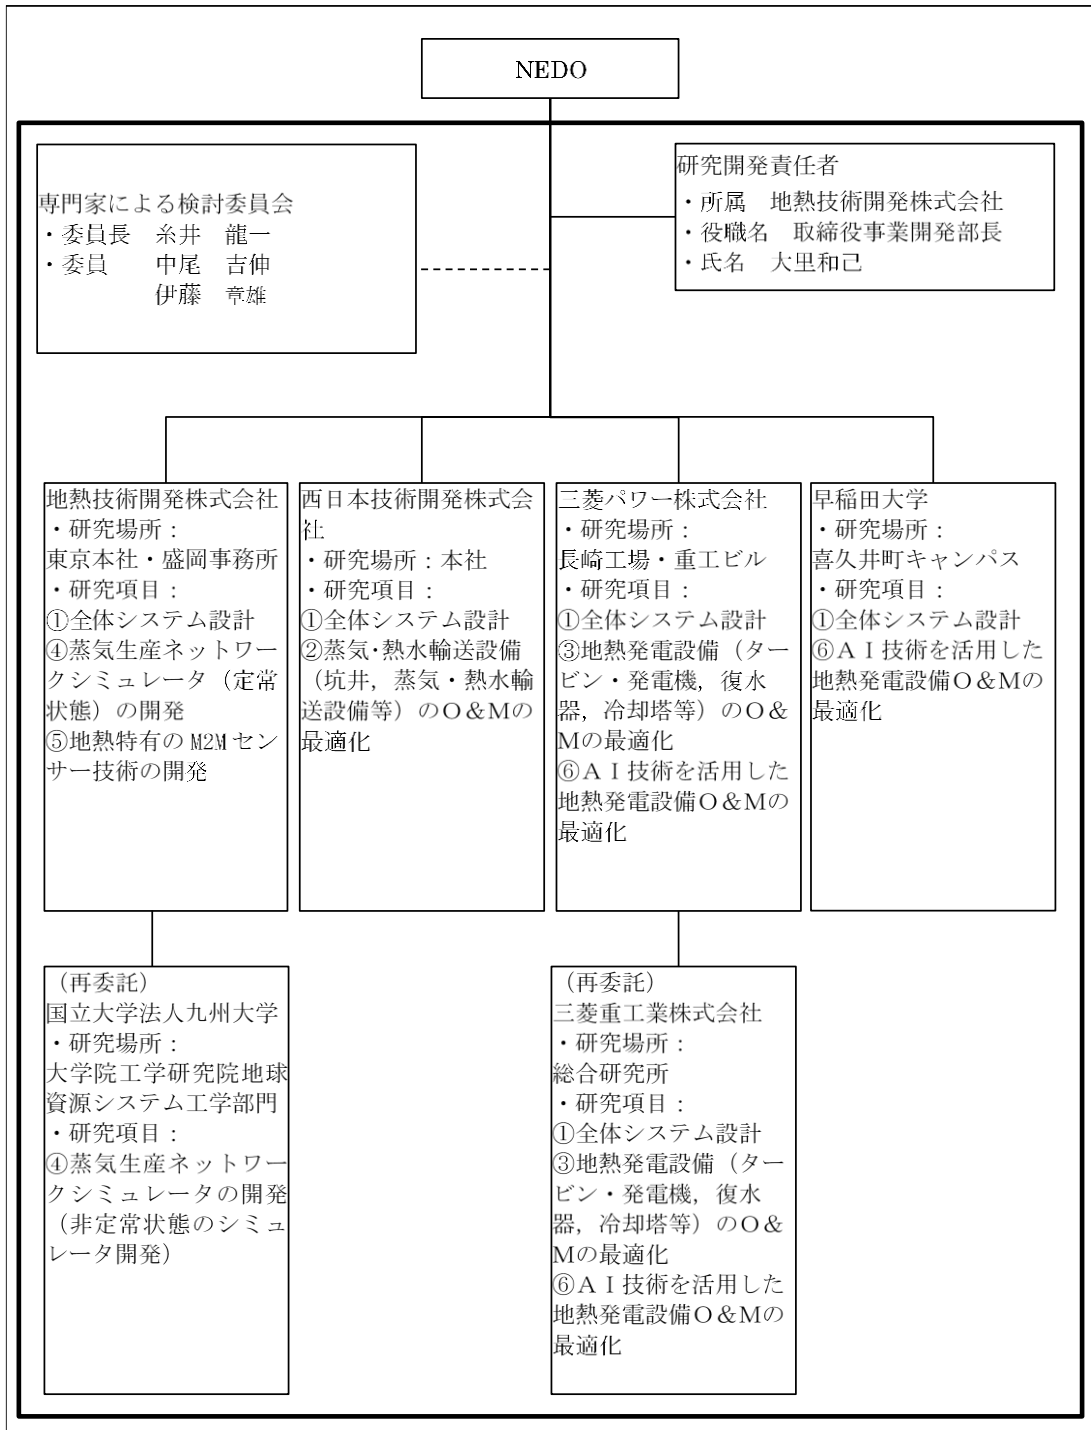 NEDO
専門家による検討委員会
・委員長　糸井　龍一
・委員　　中尾　吉伸
伊藤　章雄
研究開発責任者
・所属　地熱技術開発株式会社
・役職名　取締役事業開発部長
・氏名　大里和己
地熱技術開発株式会社
・研究場所：
東京本社・盛岡事務所
・研究項目：
①全体システム設計
④蒸気生産ネットワー
クシミュレータ（定常
状態）の開発
⑤地熱特有の M2M セン
サー技術の開発
西日本技術開発株式会
社
・研究場所：本社
・研究項目：
①全体システム設計
②蒸気・熱水輸送設備
（坑井，蒸気・熱水輸
送設備等）のＯ＆Ｍの
最適化
三菱パワー株式会社
・研究場所：
長崎工場・重工ビル
・研究項目：
①全体システム設計
③地熱発電設備（ター
ビン・発電機，復水
器，冷却塔等）のＯ＆
Ｍの最適化
⑥ＡＩ技術を活用した
地熱発電設備Ｏ＆Ｍの
最適化
早稲田大学
・研究場所：
喜久井町キャンパス
・研究項目：
①全体システム設計
⑥ＡＩ技術を活用した
地熱発電設備Ｏ＆Ｍの
最適化
（再委託）
国立大学法人九州大学
・研究場所：
大学院工学研究院地球
資源システム工学部門
・研究項目：
④蒸気生産ネットワー
クシミュレータの開発
（非定常状態のシミュ
レータ開発）
（再委託）
三菱重工業株式会社
・研究場所：
総合研究所
・研究項目：
①全体システム設計
③地熱発電設備（ター
ビン・発電機，復水
器，冷却塔等）のＯ＆
Ｍの最適化
⑥ＡＩ技術を活用した
地熱発電設備Ｏ＆Ｍの
最適化